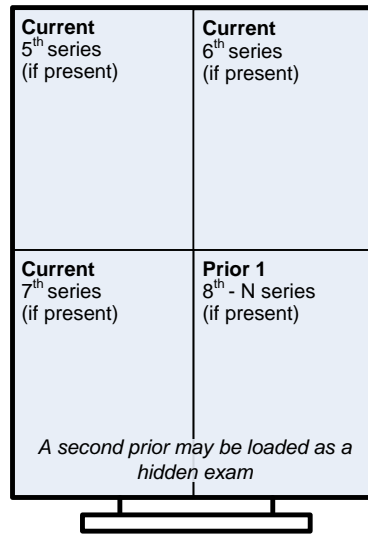 Current
5th series
(if present)
Current
6th series
(if present)
Current
7th series
(if present)
Prior 1
8th - N series
(if present)
A second prior may be loaded as a
hidden exam